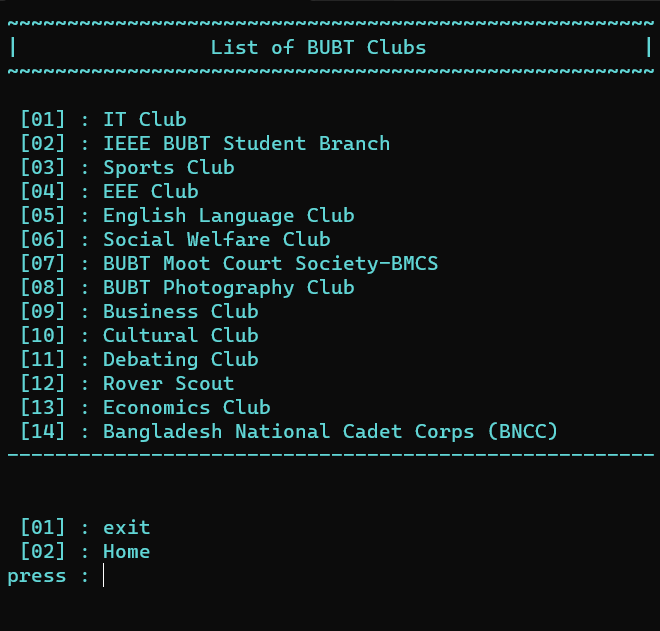 ~~~~~~~~~~~~~~~~~~~~~~~~~~~~~~~~~~~~~~~~~~~~~~~~~~~~~~
|                List of BUBT Clubs                  |
~~~~~~~~~~~~~~~~~~~~~~~~~~~~~~~~~~~~~~~~~~~~~~~~~~~~~~
[01] : IT Club
[02] : IEEE BUBT Student Branch
[03] : Sports Club
[04] : EEE Club
[05] : English Language Club
[06] : Social Welfare Club
[07] : BUBT Moot Court Society-BMCS
[08] : BUBT Photography Club
[09] : Business Club
[10] : Cultural Club
[11] : Debating Club
[12] : Rover Scout
[13] : Economics Club
[14] : Bangladesh National Cadet Corps (BNCC)
------------------------------------------------------
[01] : exit
[02] : Home
press :